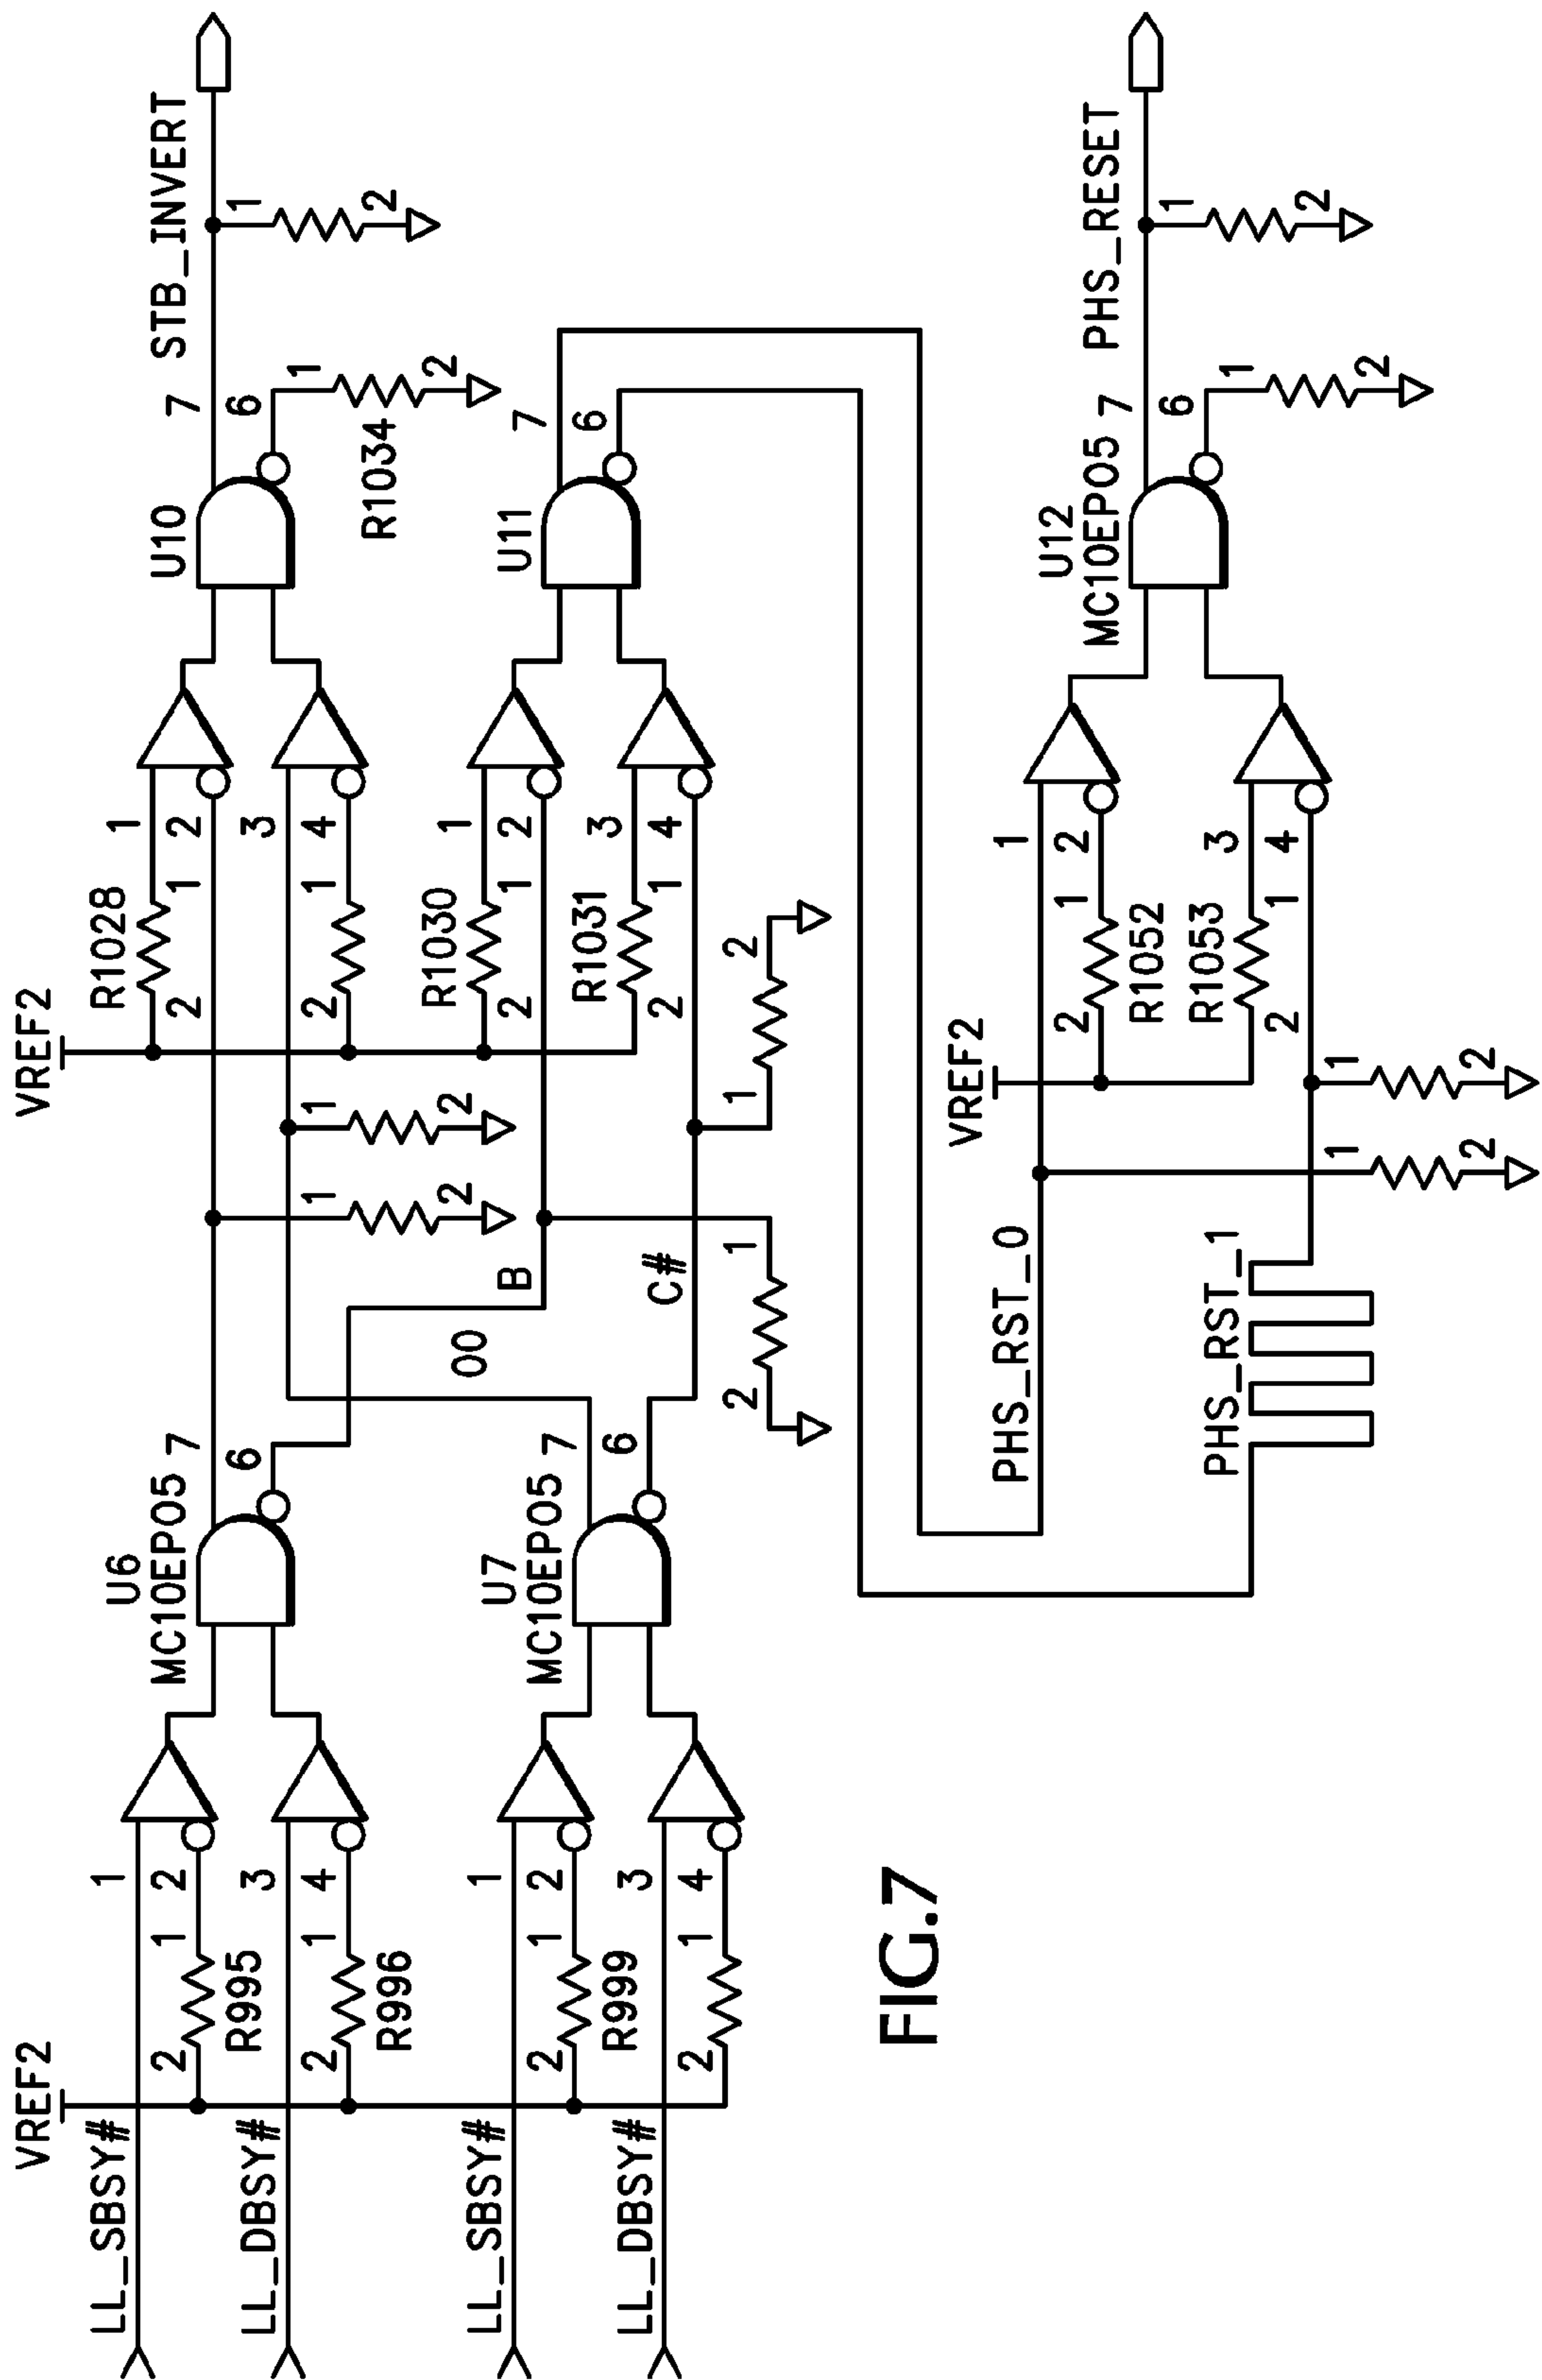 VREF2
LL_SBSY#
1
2
2 1
R995
LL_DBSY#
3
4
2 1
R996
U6
MC10EP05
7
6
LL_SBSY#
1
2
2 1
R999
LL_DBSY#
3
4
2 1
U7
MC10EP05
7
6
00
B
C#
1
2
1
2
1
2
1
2
VREF2
R1028
2 1
1
2
3
4
2 1
U10
7
6
STB_INVERT
1
2
1
2
R1034
R1030
2 1
1
2
R1031
2 1
3
4
U11
7
6
PHS_RST_0
PHS_RST_1
VREF2
1
2
2 1
R1052
R1053
3
4
2 1
1
2
1
2
U12
MC10EP05
7
6
PHS_RESET
1
2
1
2
FIG.7